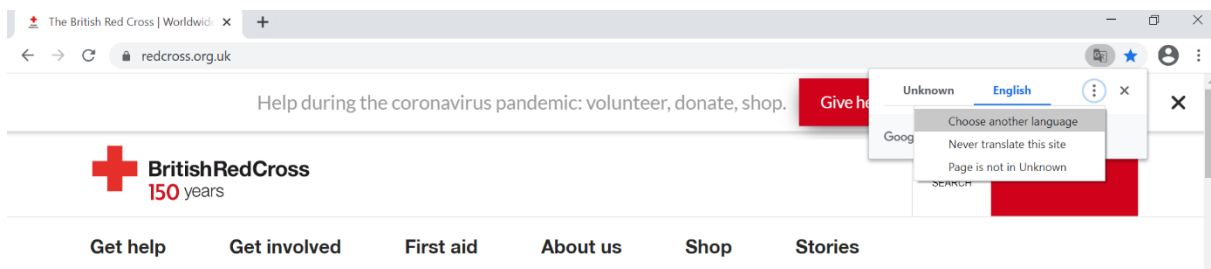 The British Red Cross | Worldwid
redcross.org.uk
Help during the coronavirus pandemic: volunteer, donate, shop.
Give he
Unknown English
Choose another language
Goog
Never translate this site
Page is not in Unknown
SEARCH
BritishRedCross
150 years
Get help Get involved First aid About us Shop Stories